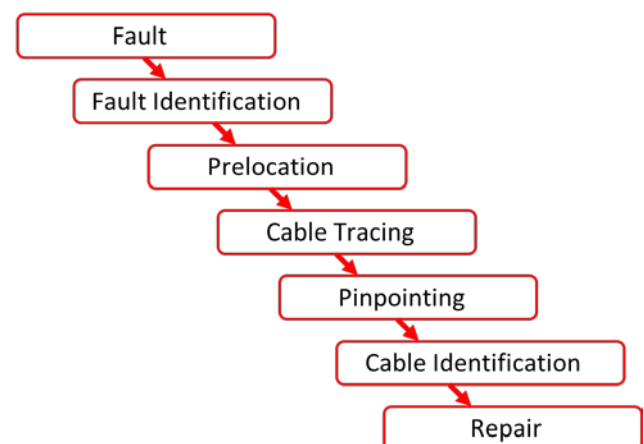 Fault
Fault Identification
Prelocation
Cable Tracing
Pinpointing
Cable Identification
Repair